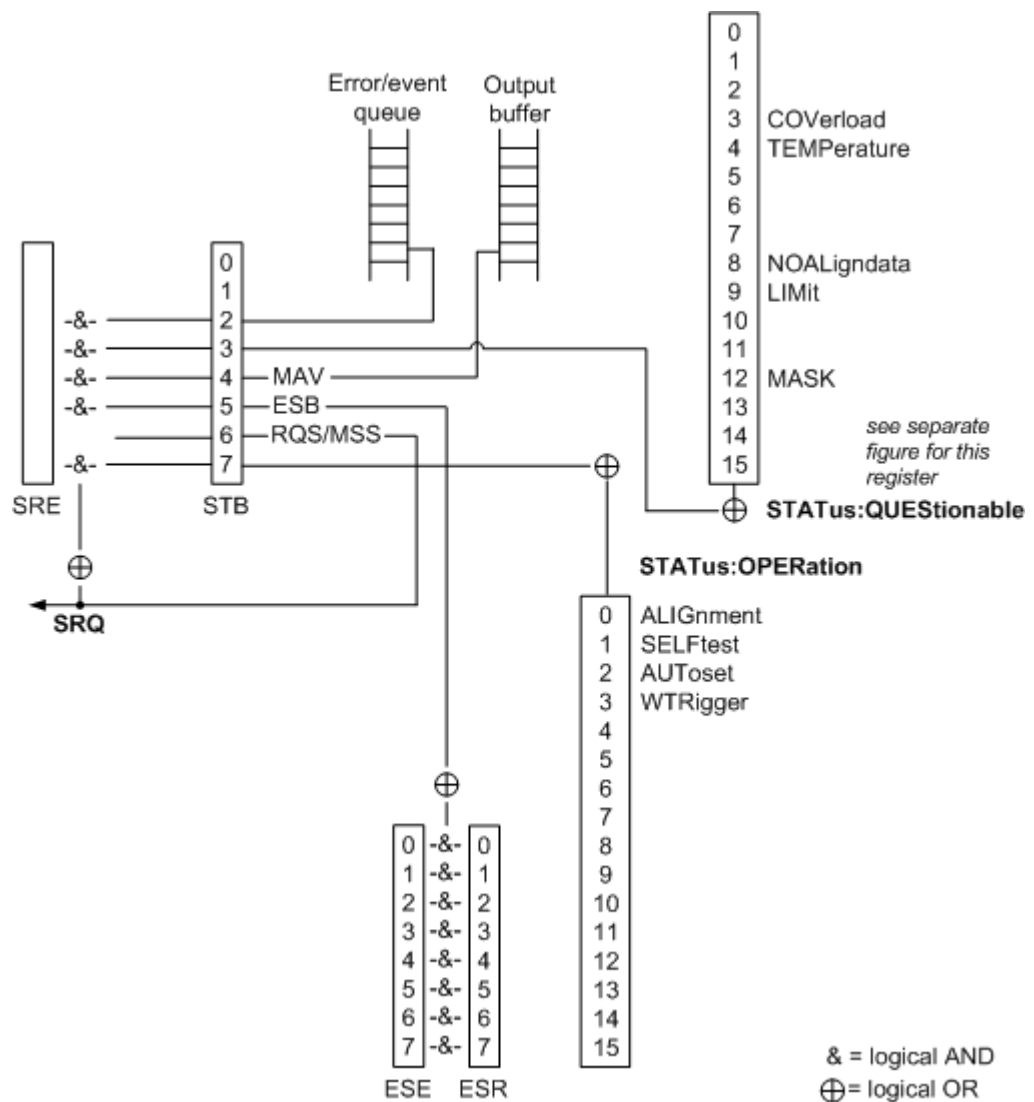 Error/event
queue
Output
buffer
0
1
2
3 COVerload
4 TEMPerature
5
6
7
8 NOALigndata
9 LIMit
10
11
12 MASK
13
14
15
see separate
figure for this
register
STATus:QUEStionable
0
1
-&- 2
-&- 3
-&- 4 MAV
-&- 5 ESB
6 RQS/MSS
-&- 7
SRE STB
SRQ
STATus:OPERation
0 ALIGnment
1 SELFtest
2 AUToset
3 WTRigger
4
5
6
7
8
9
10
11
12
13
14
15
0 -&- 0
1 -&- 1
2 -&- 2
3 -&- 3
4 -&- 4
5 -&- 5
6 -&- 6
7 -&- 7
ESE ESR
& = logical AND
⊕ = logical OR